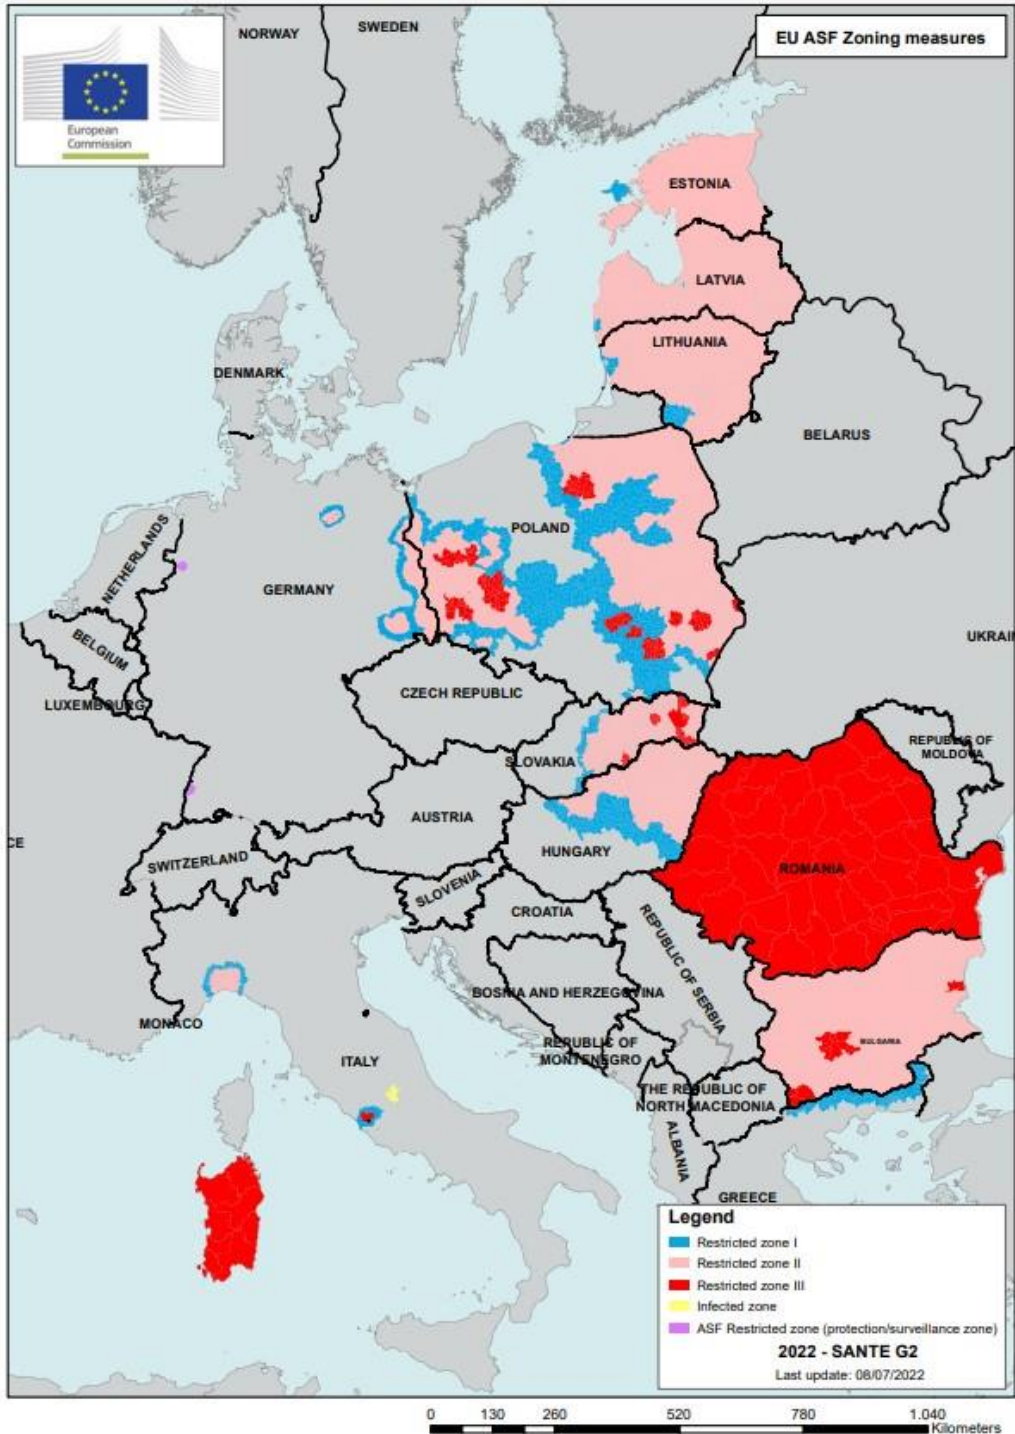 NORWAY
SWEDEN
EU ASF Zoning measures
European
Commission
ESTONIA
LATVIA
LITHUANIA
DENMARK
BELARUS
NETHERLANDS
POLAND
GERMANY
BELGIUM
UKRAIN
LUXEMBOURG
CZECH REPUBLIC
REPUBLIC OF
MOLDOVA
SLOVAKIA
AUSTRIA
CE
HUNGARY
SWITZERLAND
ROMANIA
SLOVENIA
CROATIA
REPUBLIC OF SERBIA
BOSNIA AND HERZEGOVINA
MONACO
REPUBLIC OF
MONTENEGRO
BULGARIA
ITALY
THE REPUBLIC OF
NORTH MACEDONIA
ALBANIA
GREECE
Legend
Restricted zone I
Restricted zone II
Restricted zone III
Infected zone
ASF Restricted zone (protection/surveillance zone)
2022 - SANTE G2
Last update: 08/07/2022
0 130 260 520 780 1.040
Kilometers